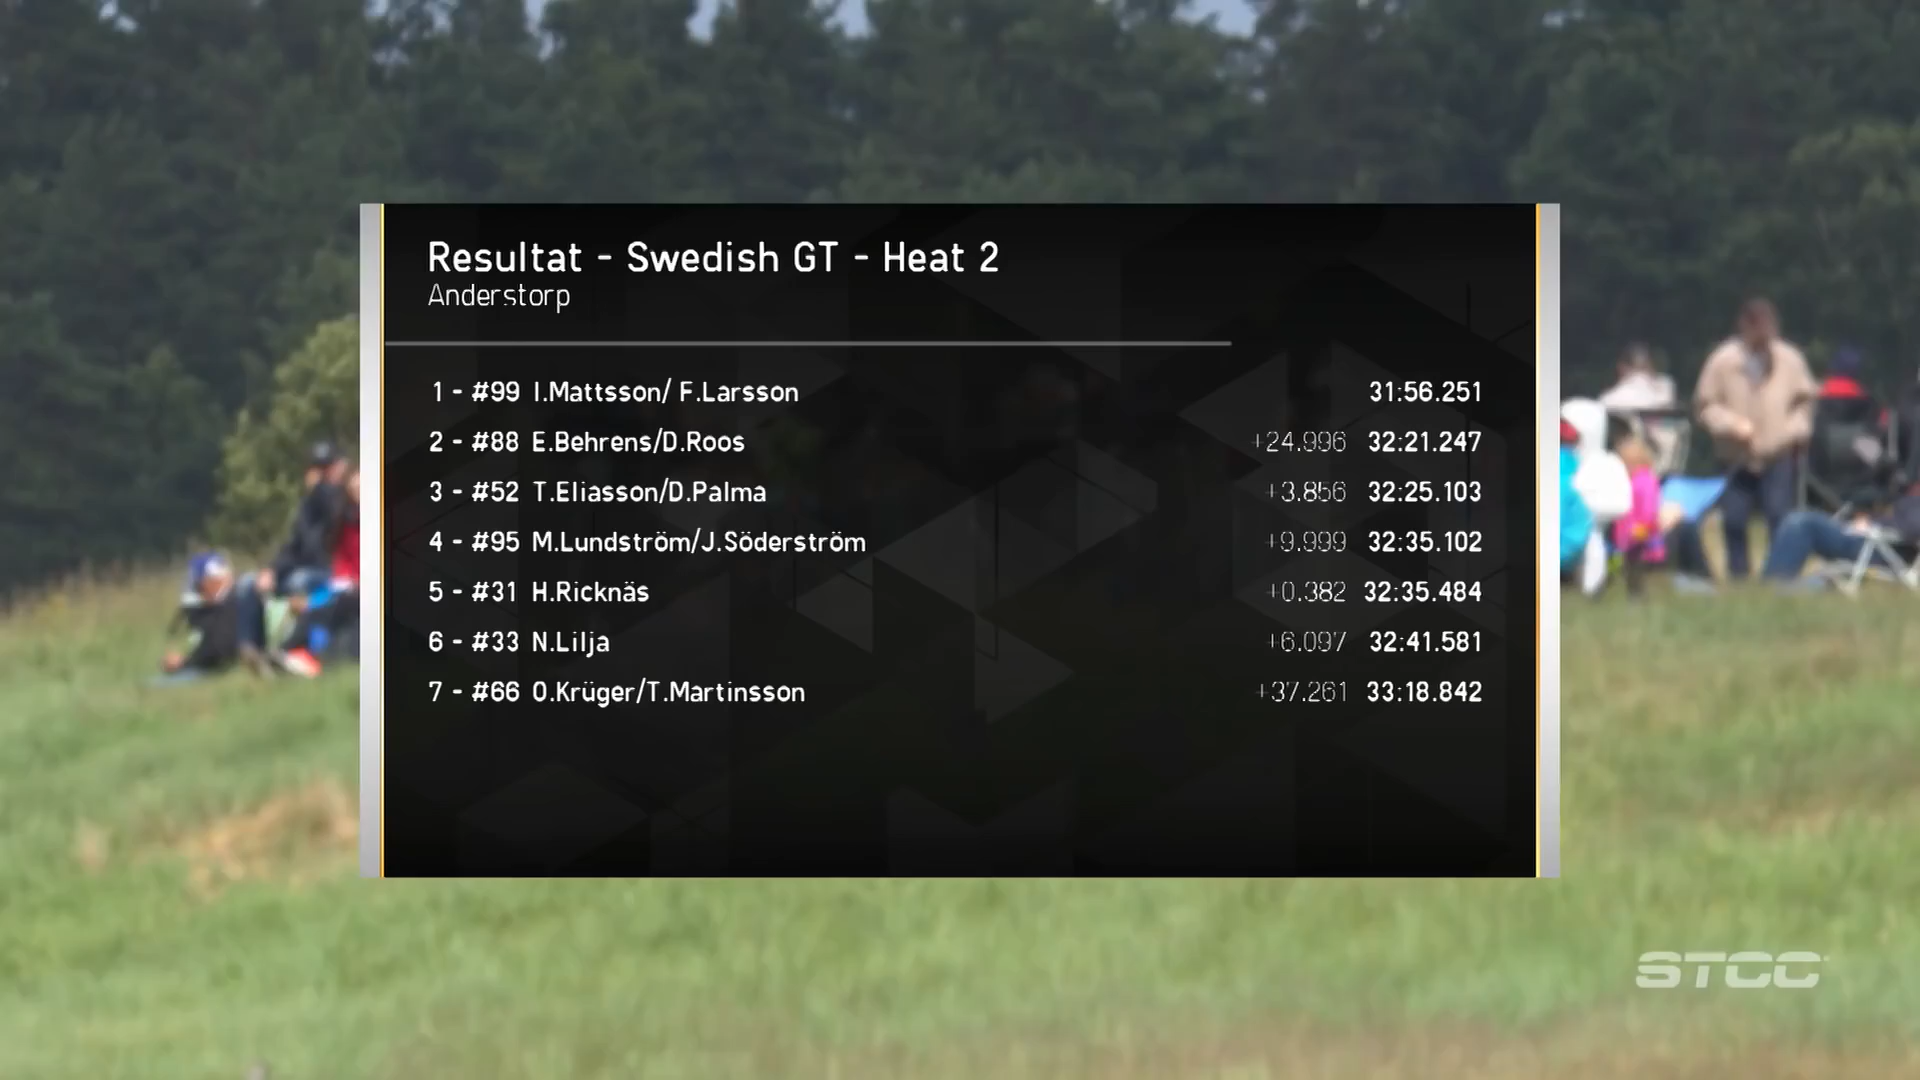 Resultat - Swedish GT - Heat 2
Anderstorp
1 - #99 I.Mattsson/ F.Larsson 31:56.251
2 - #88 E.Behrens/D.Roos +24.996 32:21.247
3 - #52 T.Eliasson/D.Palma +3.856 32:25.103
4 - #95 M.Lundström/J.Söderström +9.999 32:35.102
5 - #31 H.Ricknäs +0.382 32:35.484
6 - #33 N.Lilja +6.097 32:41.581
7 - #66 O.Krüger/T.Martinsson +37.261 33:18.842
STCC